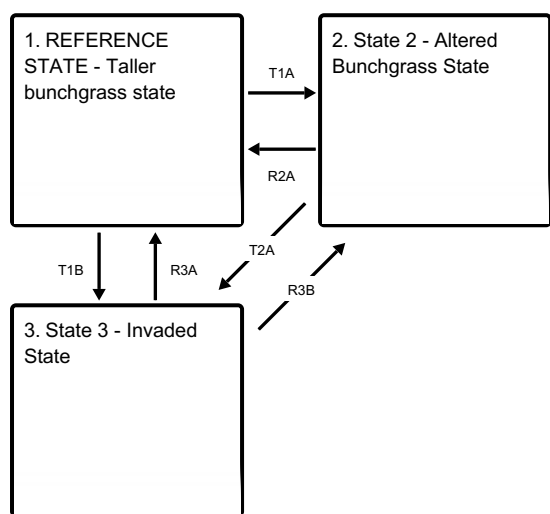 1. REFERENCE
STATE - Taller
bunchgrass state
2. State 2 - Altered
Bunchgrass State
T1A
R2A
T1B
R3A
T2A
R3B
3. State 3 - Invaded
State